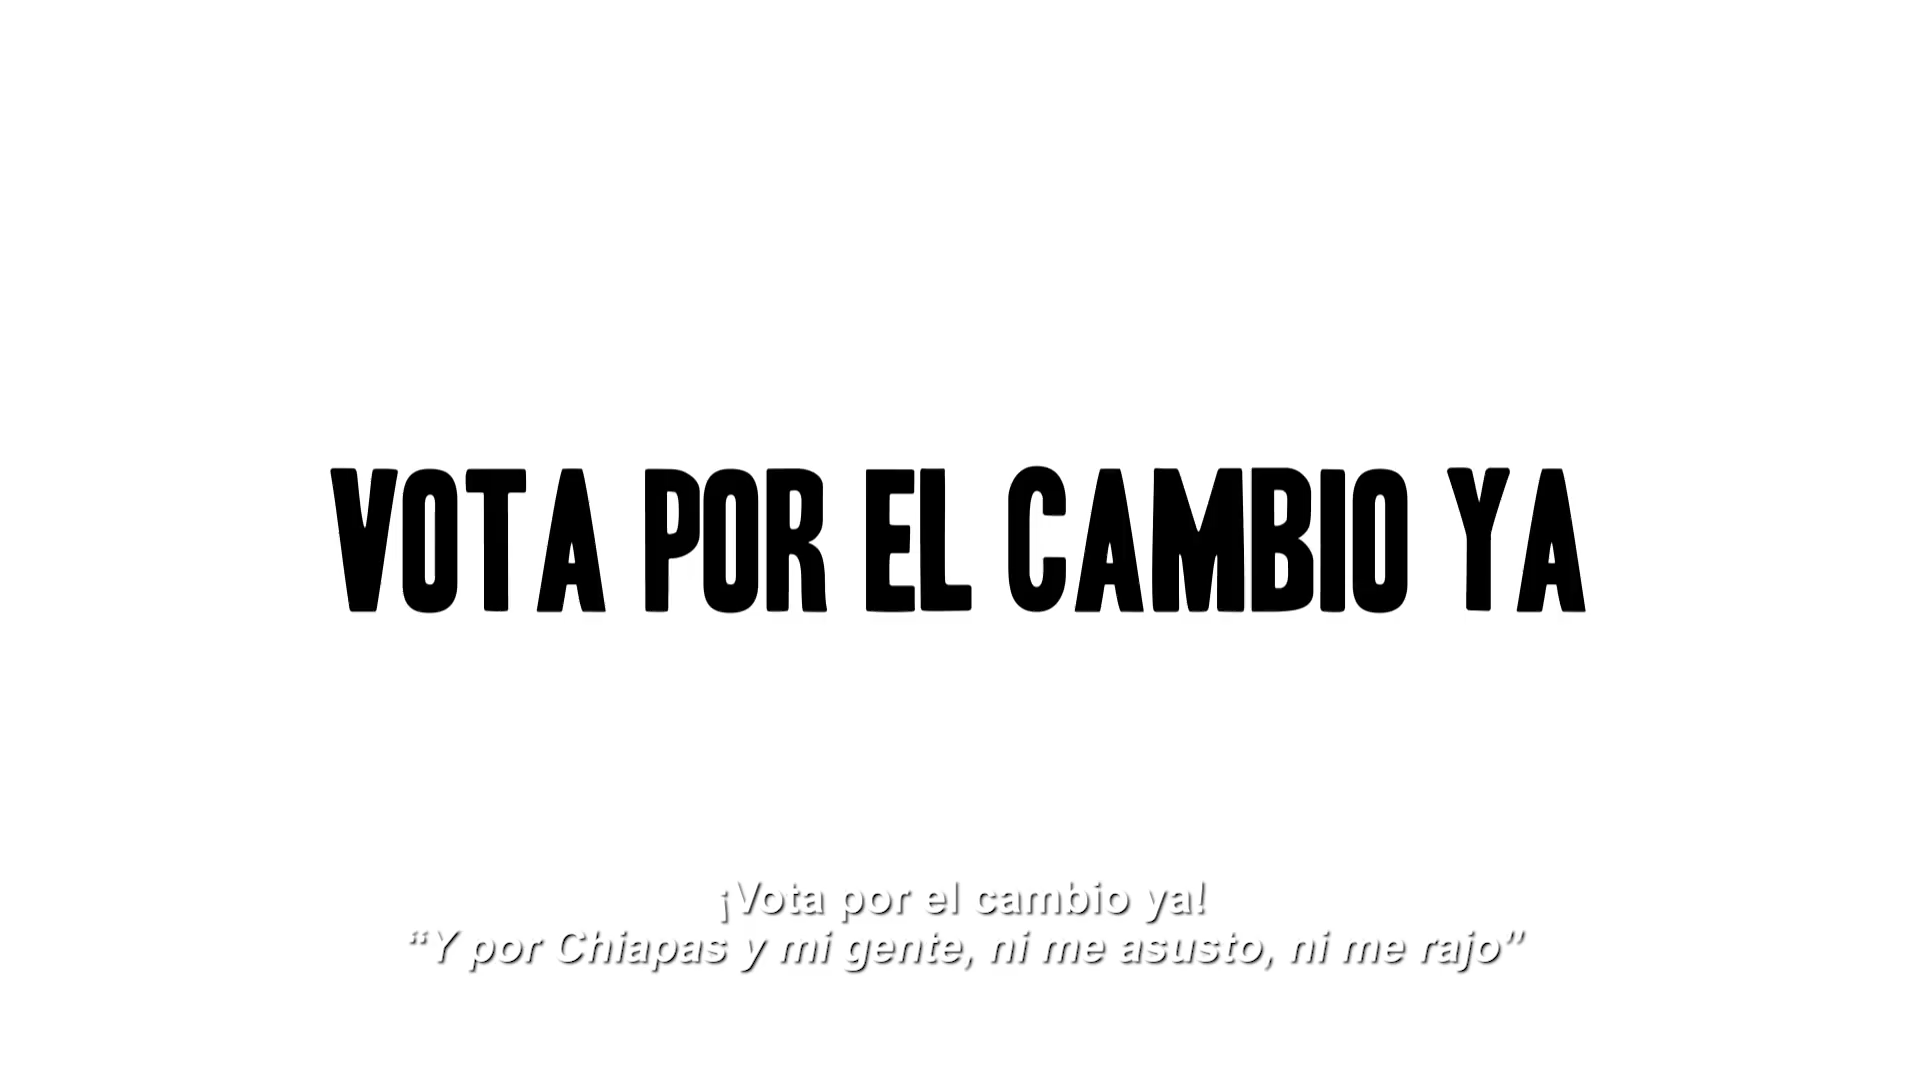 VOTA POR EL CAMBIO YA
¡Vota por el cambio ya!
“Y por Chiapas y mi gente, ni me asusto, ni me rajo”